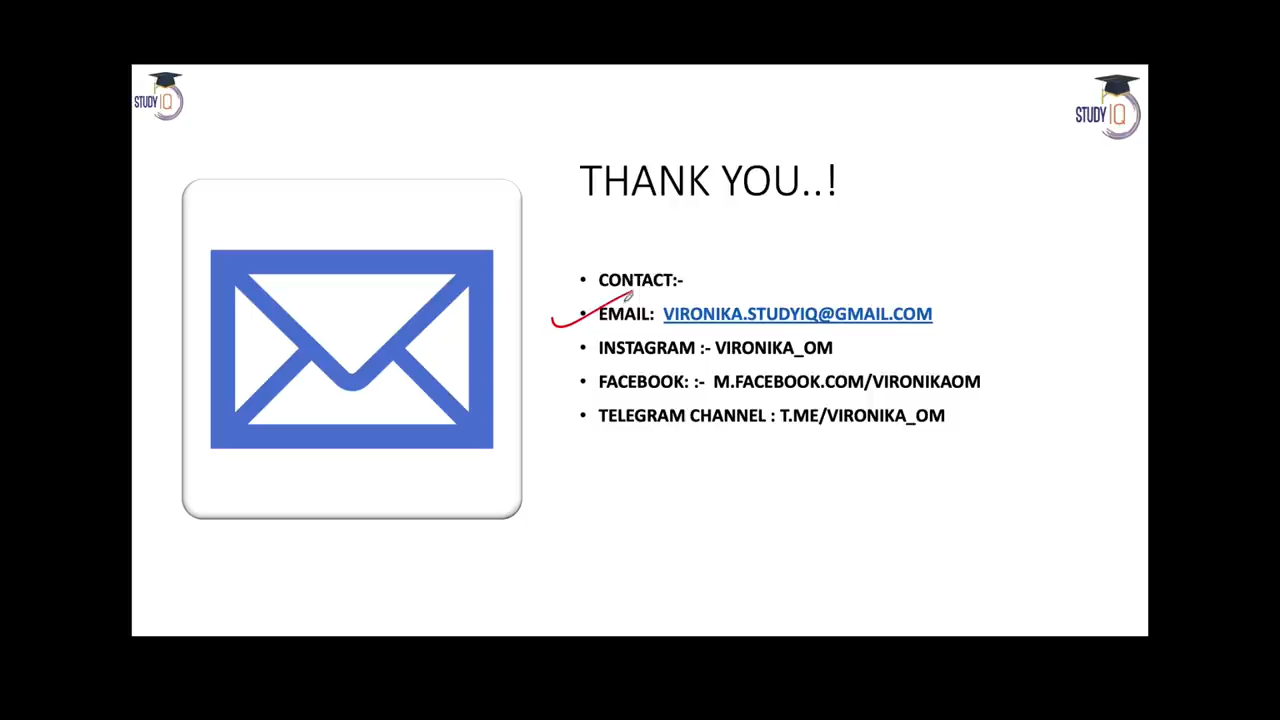 STUDY IQ
STUDY IQ
THANK YOU..!
• CONTACT:-
• EMAIL: VIRONIKA.STUDYIQ@GMAIL.COM
• INSTAGRAM :- VIRONIKA_OM
• FACEBOOK: :- M.FACEBOOK.COM/VIRONIKAOM
• TELEGRAM CHANNEL : T.ME/VIRONIKA_OM